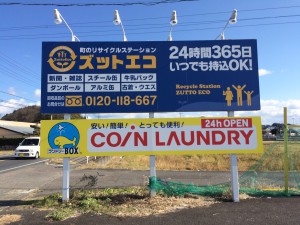 町のリサイクルステーション
ズットエコ
新聞・雑誌 スチール缶 牛乳パック
ダンボール アルミ缶 古着・ウエス
0120-118-667
24時間365日
いつでも持込OK!
Recycle Station
ZUTTO ECO
安い!簡単! とっても便利!
24h OPEN
COIN LAUNDRY
BOX